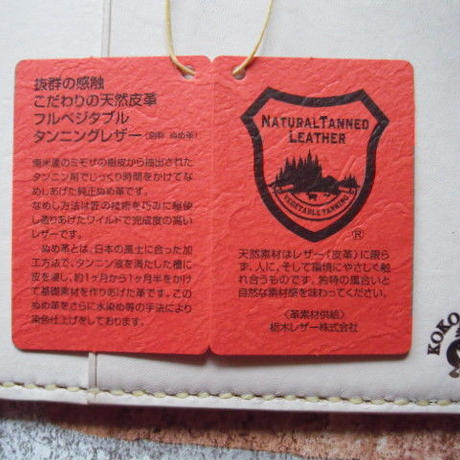 抜群の感触
こだわりの天然皮革
フルベジタブル
タンニングレザー(別称 ぬめ革)
南米産のミモザの樹皮から抽出された
タンニン剤でじっくり時間をかけてな
めしあげた純正ぬめ革です。
なめし方法は匠の技術を巧みに駆使
し造りあげたワイルドで完成度の高い
レザーです。
ぬめ革とは、日本の風土に合った加
工方法で、タンニン液を満たした槽に
皮を漬し、約1ヶ月から1ヶ月半をかけ
て基礎素材を作りあげた革です。この
ぬめ革をさらに水染め等の手法により
染色仕上げをしております。
NATURAL TANNED
LEATHER
VEGETABLE TANNING
®
天然素材はレザー(皮革)に限ら
ず、人に、そして環境にやさしく触
れ合うものです。独特の風合いと
自然な素材感を味わってください。
〈革素材供給〉
栃木レザー株式会社
KOKO